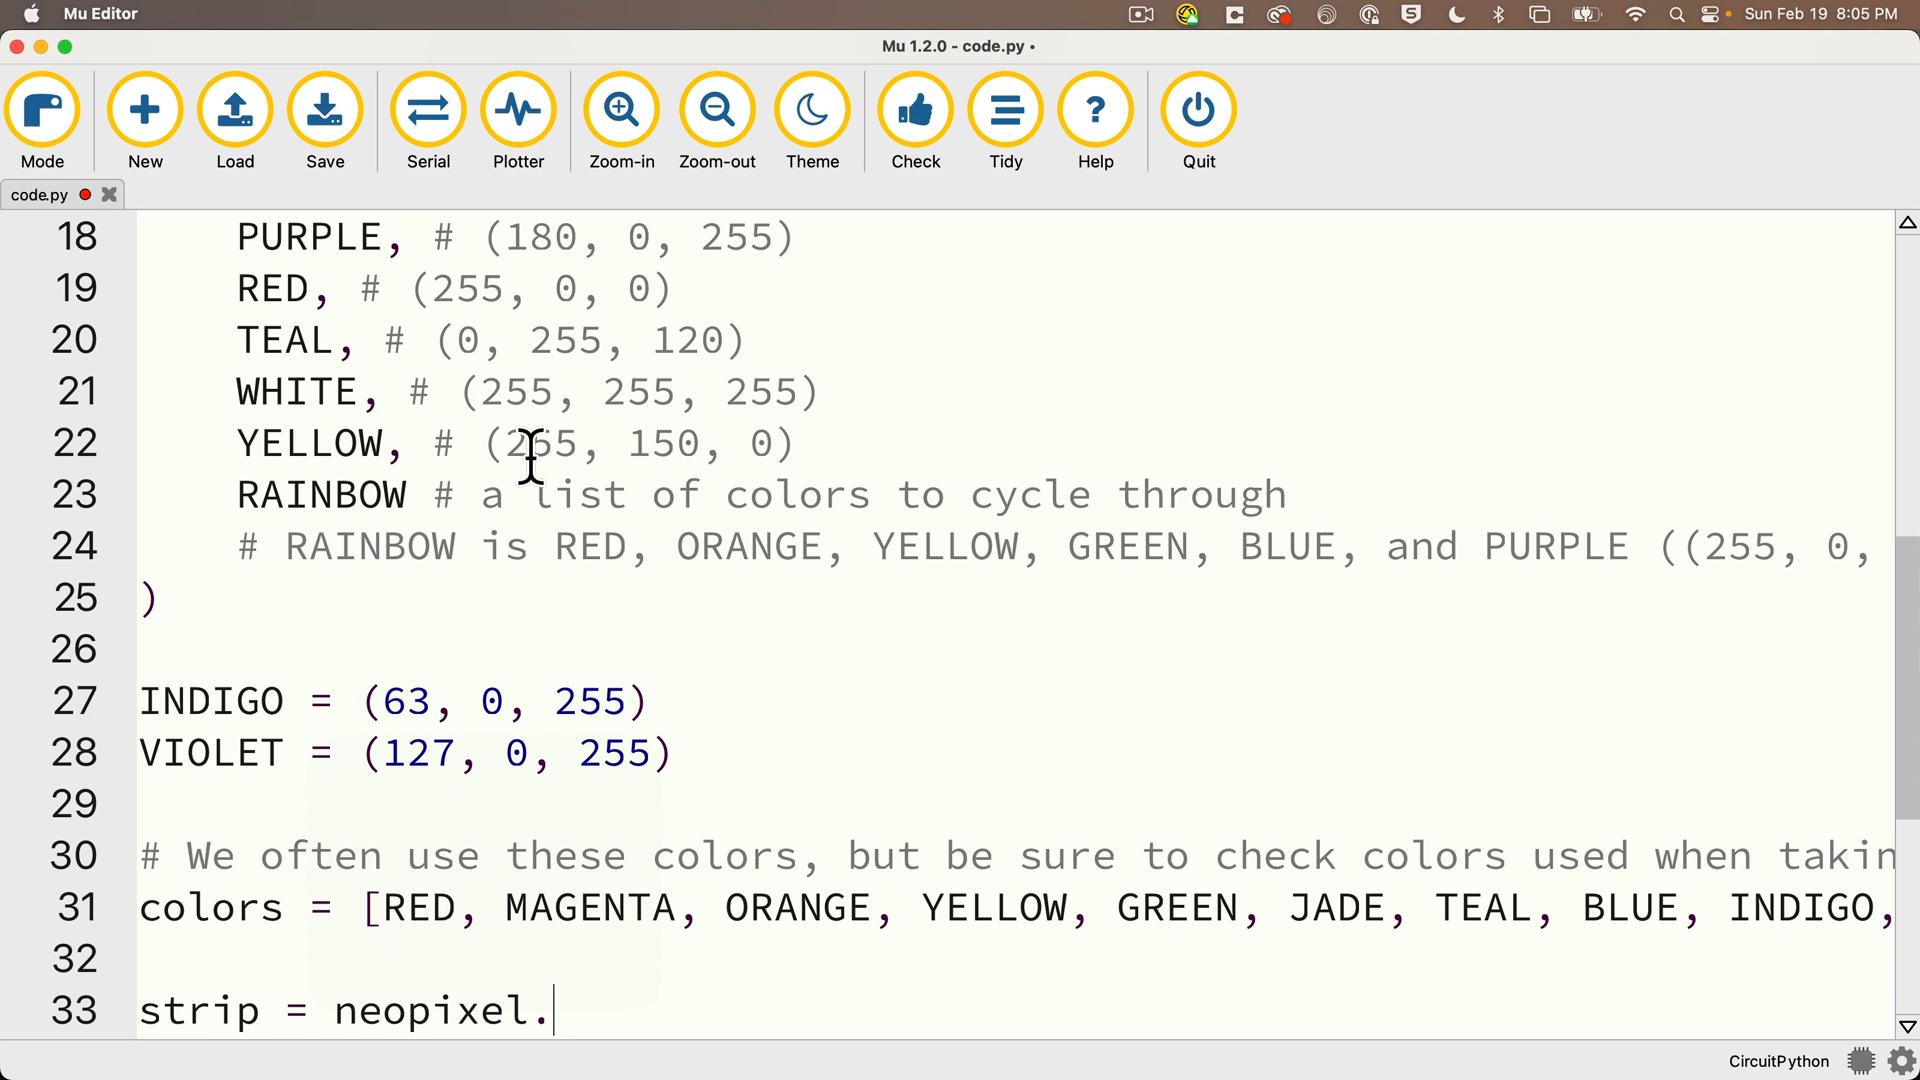 Mu Editor
Sun Feb 19 8:05 PM
Mu 1.2.0 - code.py •
Mode
New
Load
Save
Serial
Plotter
Zoom-in
Zoom-out
Theme
Check
Tidy
Help
Quit
code.py
18 PURPLE, # (180, 0, 255)
19 RED, # (255, 0, 0)
20 TEAL, # (0, 255, 120)
21 WHITE, # (255, 255, 255)
22 YELLOW, # (255, 150, 0)
23 RAINBOW # a list of colors to cycle through
24 # RAINBOW is RED, ORANGE, YELLOW, GREEN, BLUE, and PURPLE ((255, 0,
25 )
26
27 INDIGO = (63, 0, 255)
28 VIOLET = (127, 0, 255)
29
30 # We often use these colors, but be sure to check colors used when takin
31 colors = [RED, MAGENTA, ORANGE, YELLOW, GREEN, JADE, TEAL, BLUE, INDIGO,
32
33 strip = neopixel.
CircuitPython